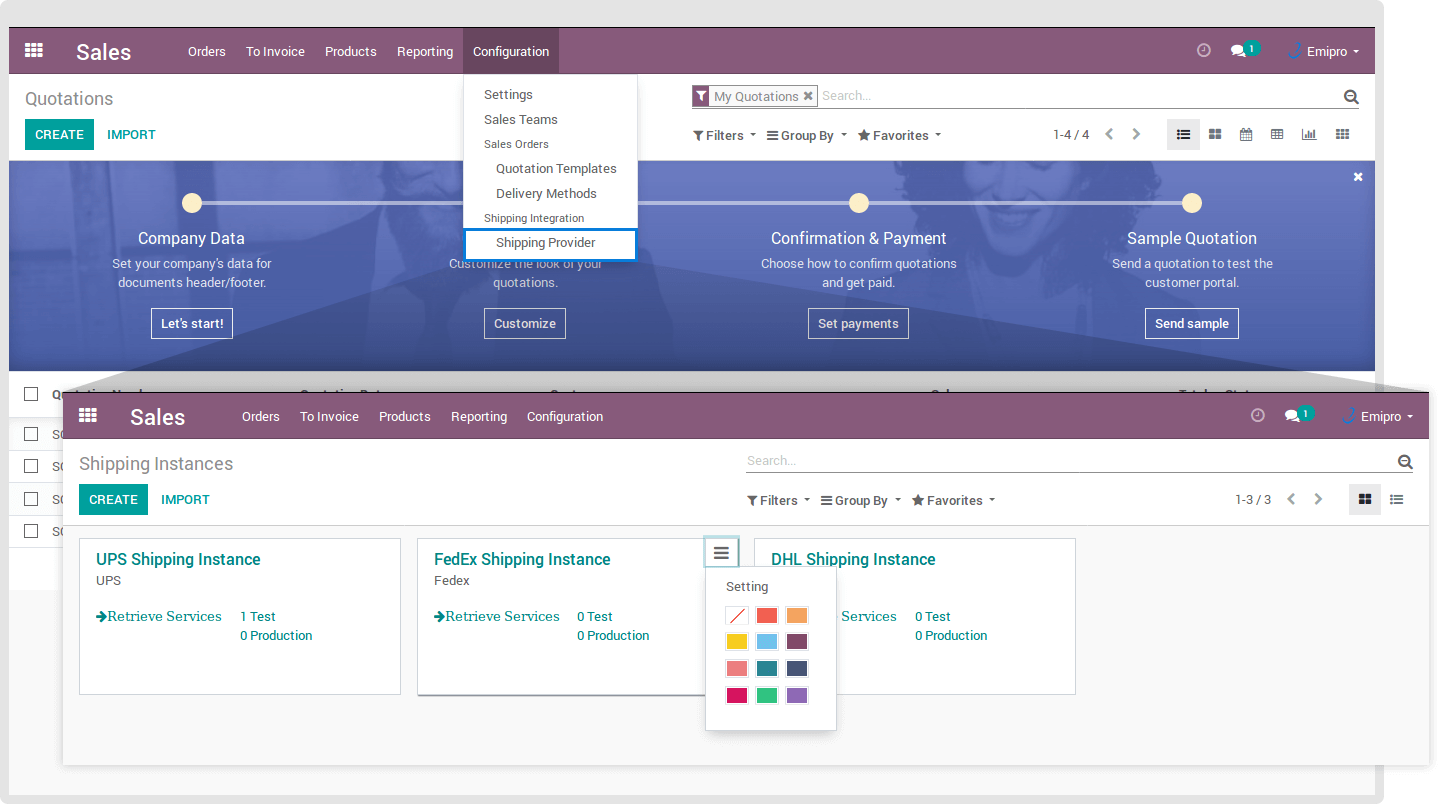 Sales
Orders
To Invoice
Products
Reporting
Configuration
1
Emipro
Quotations
Settings
My Quotations
Search...
Sales Teams
CREATE
IMPORT
Sales Orders
Filters
Group By
Favorites
1-4 / 4
Quotation Templates
Delivery Methods
Shipping Integration
Shipping Provider
Company Data
Set your company's data for
documents header/footer.
Let's start!
Customize the look of your
quotations.
Customize
Confirmation & Payment
Choose how to confirm quotations
and get paid.
Set payments
Sample Quotation
Send a quotation to test the
customer portal.
Send sample
Sales
Orders
To Invoice
Products
Reporting
Configuration
1
Emipro
Shipping Instances
Search...
CREATE
IMPORT
Filters
Group By
Favorites
1-3 / 3
UPS Shipping Instance
UPS
Retrieve Services
1 Test
0 Production
FedEx Shipping Instance
Fedex
Retrieve Services
0 Test
0 Production
Setting
DHL Shipping Instance
Services
0 Test
0 Production